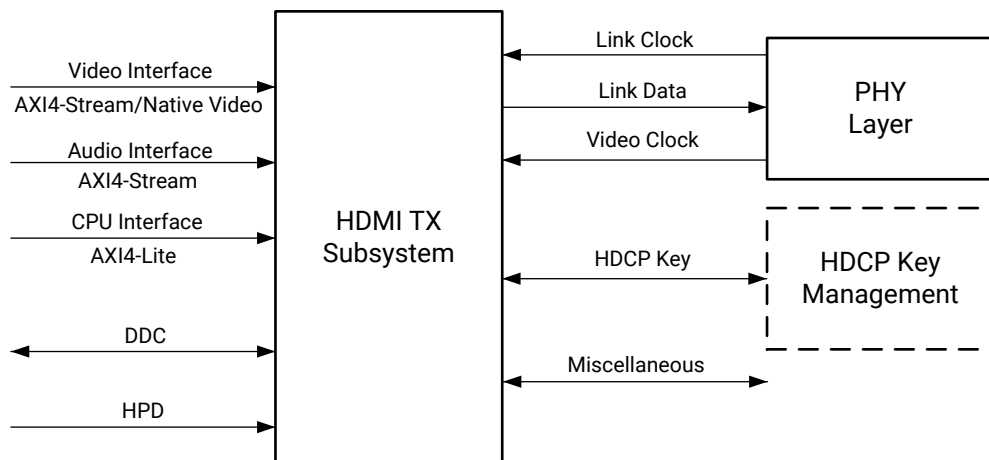 Video Interface
AXI4-Stream/Native Video
Audio Interface
AXI4-Stream
CPU Interface
AXI4-Lite
DDC
HPD
HDMI TX
Subsystem
Link Clock
Link Data
Video Clock
HDCP Key
Miscellaneous
PHY
Layer
HDCP Key
Management